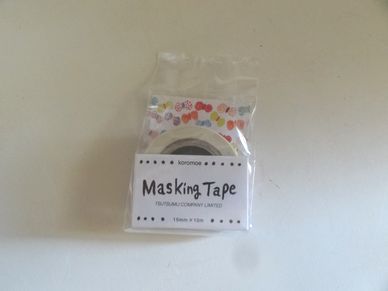 koromoe
Masking Tape
TSUTSUMU COMPANY LIMITED
15mm × 10m